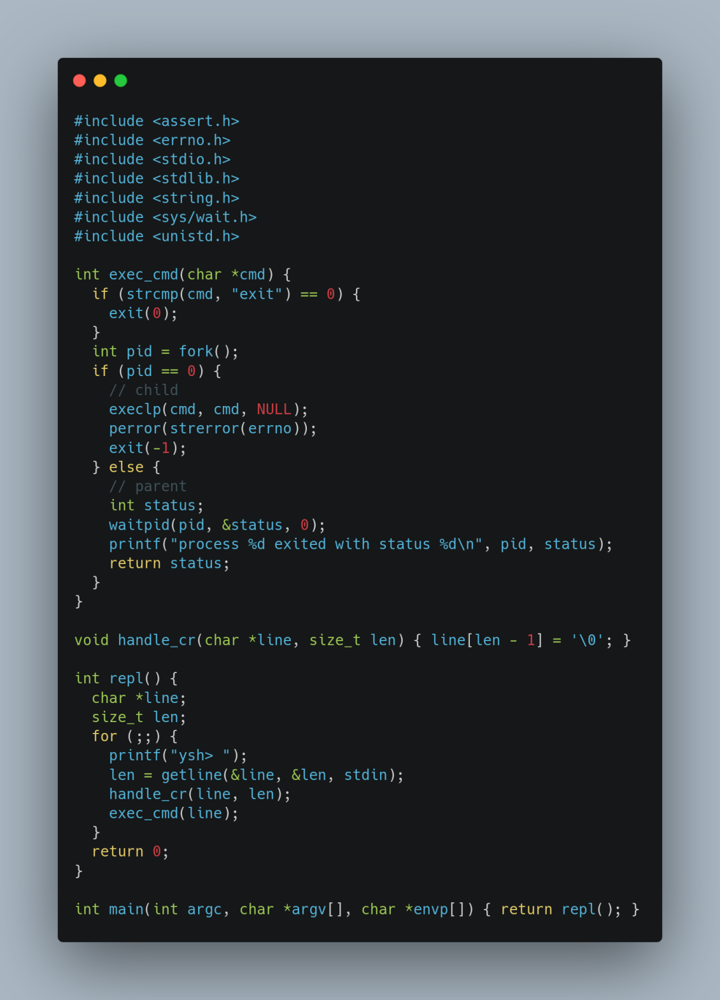 #include <assert.h>
#include <errno.h>
#include <stdio.h>
#include <stdlib.h>
#include <string.h>
#include <sys/wait.h>
#include <unistd.h>

int exec_cmd(char *cmd) {
  if (strcmp(cmd, "exit") == 0) {
    exit(0);
  }
  int pid = fork();
  if (pid == 0) {
    // child
    execlp(cmd, cmd, NULL);
    perror(strerror(errno));
    exit(-1);
  } else {
    // parent
    int status;
    waitpid(pid, &status, 0);
    printf("process %d exited with status %d\n", pid, status);
    return status;
  }
}

void handle_cr(char *line, size_t len) { line[len - 1] = '\0'; }

int repl() {
  char *line;
  size_t len;
  for (;;) {
    printf("ysh> ");
    len = getline(&line, &len, stdin);
    handle_cr(line, len);
    exec_cmd(line);
  }
  return 0;
}

int main(int argc, char *argv[], char *envp[]) { return repl(); }